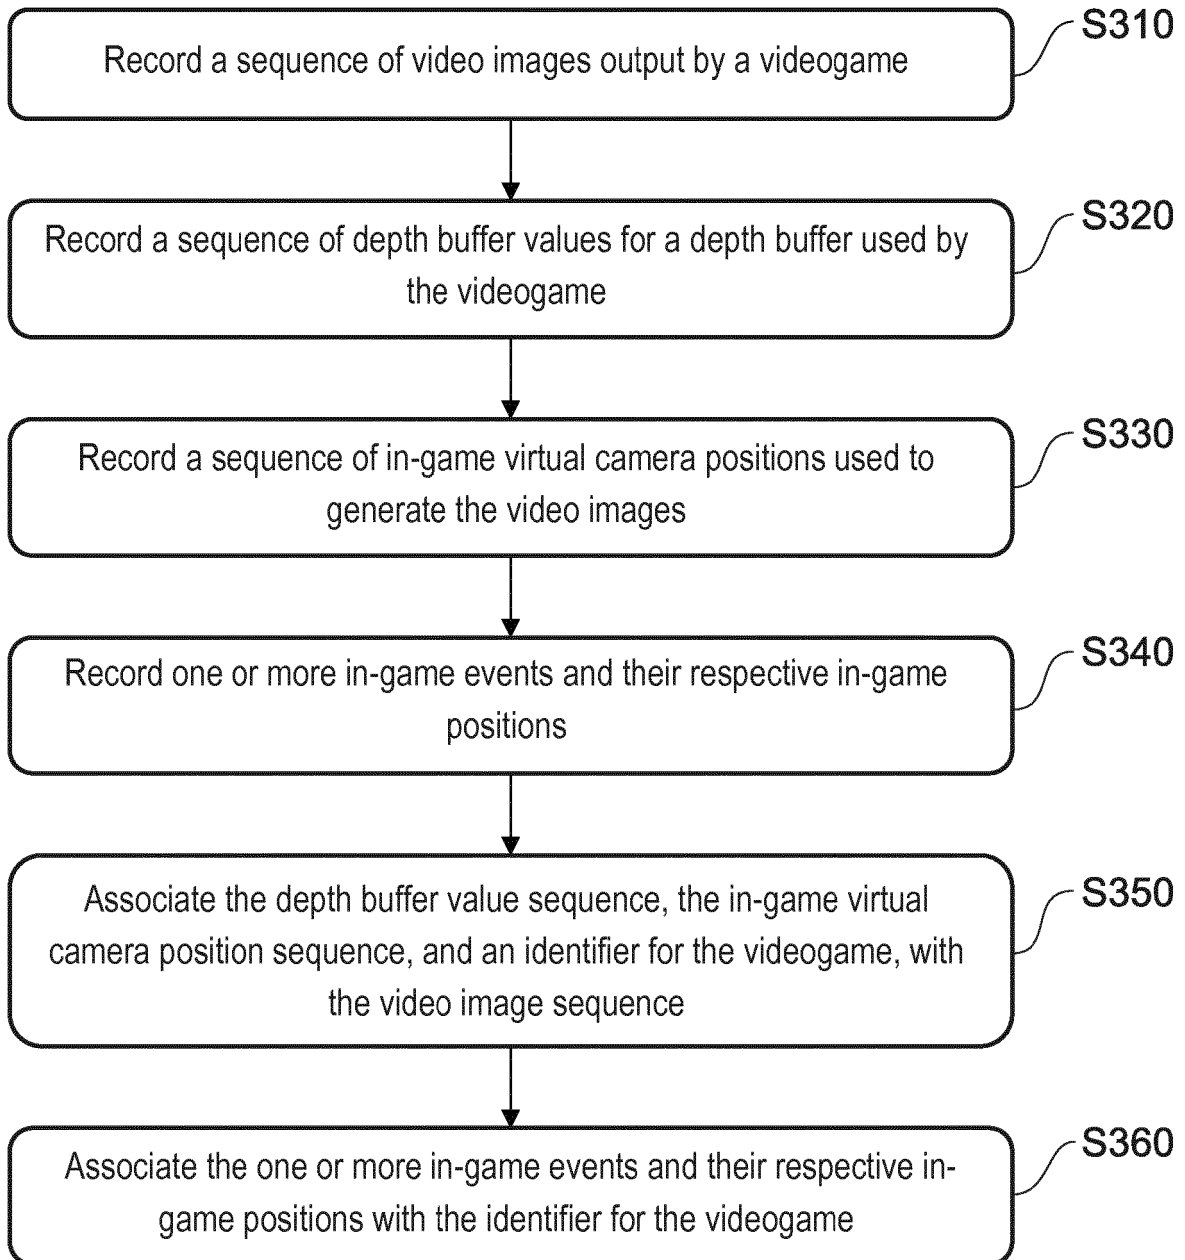 Record a sequence of video images output by a videogame
S310
Record a sequence of depth buffer values for a depth buffer used by
the videogame
S320
Record a sequence of in-game virtual camera positions used to
generate the video images
S330
Record one or more in-game events and their respective in-game
positions
S340
Associate the depth buffer value sequence, the in-game virtual
camera position sequence, and an identifier for the videogame, with
the video image sequence
S350
Associate the one or more in-game events and their respective in-
game positions with the identifier for the videogame
S360